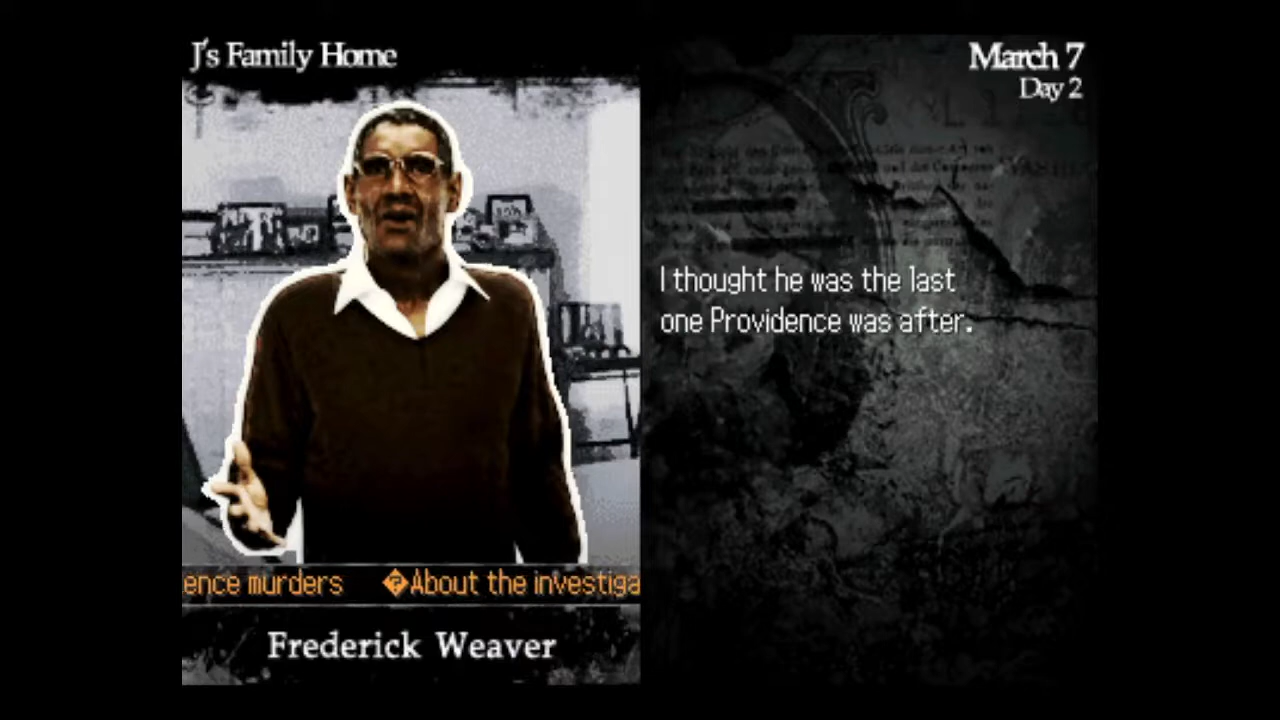 J's Family Home
March 7
Day 2
I thought he was the last
one Providence was after.
ence murders �About the investiga
Frederick Weaver